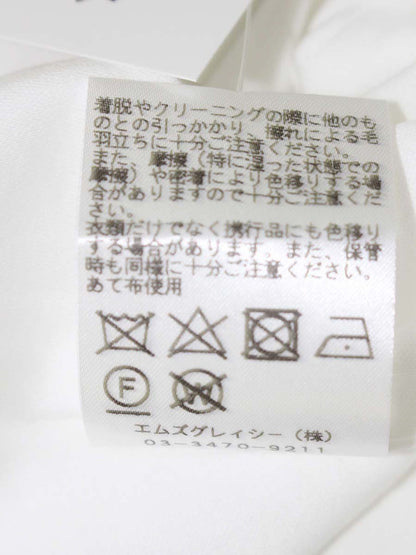 着脱やクリーニングの際に他のも
のとの引っかかり、擦れによる毛
羽立ちに十分ご注意ください。
また、摩擦（特に湿った状態での
摩擦）や密着により色移りする場
合がありますので十分ご注意くだ
さい。
衣類だけでなく携行品にも色移り
する場合があります。また、保管
時も同様に十分ご注意ください。
あて布使用
F
W
エムズグレイシー（株）
03-3470-9211